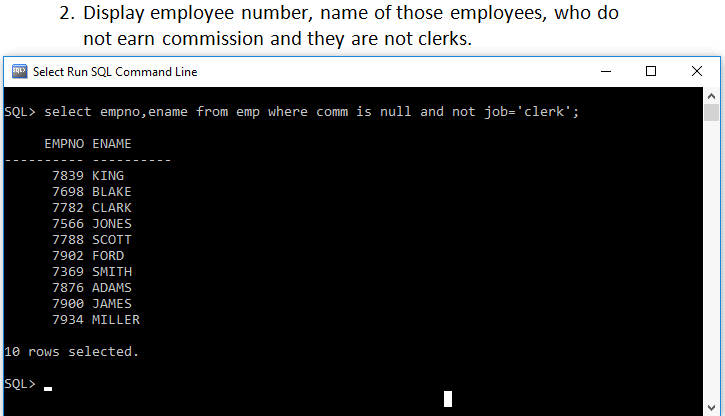 2. Display employee number, name of those employees, who do
not earn commission and they are not clerks.
Select Run SQL Command Line
SQL> select empno,ename from emp where comm is null and not job='clerk';
EMPNO ENAME
---------- ----------
7839 KING
7698 BLAKE
7782 CLARK
7566 JONES
7788 SCOTT
7902 FORD
7369 SMITH
7876 ADAMS
7900 JAMES
7934 MILLER
10 rows selected.
SQL>